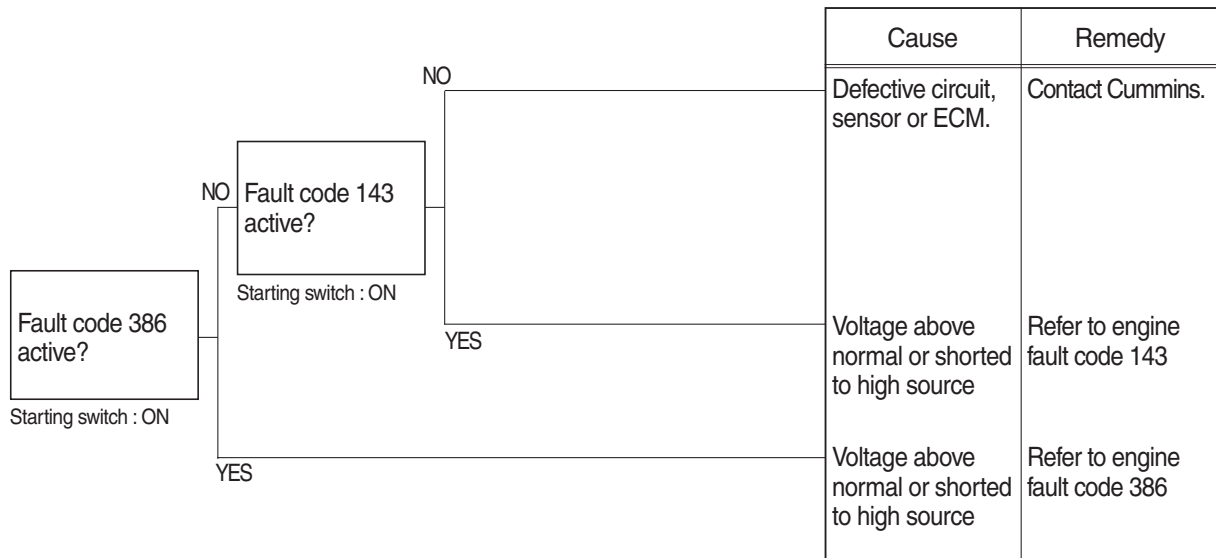 Cause
Remedy
NO
Defective circuit,
sensor or ECM.
Contact Cummins.
NO
Fault code 143
active?
Starting switch : ON
Fault code 386
active?
Starting switch : ON
YES
Voltage above
normal or shorted
to high source
Refer to engine
fault code 143
YES
Voltage above
normal or shorted
to high source
Refer to engine
fault code 386